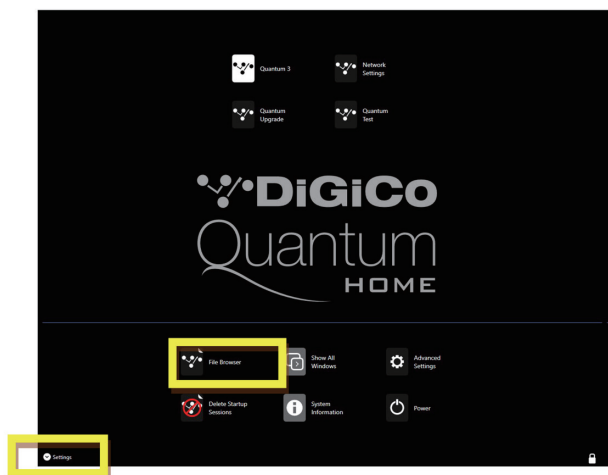 Quantum 3
Network
Settings
Quantum
Upgrade
Quantum
Test
DiGiCo
Quantum
HOME
File Browser
Show All
Windows
Advanced
Settings
Delete Startup
Sessions
System
Information
Power
Settings